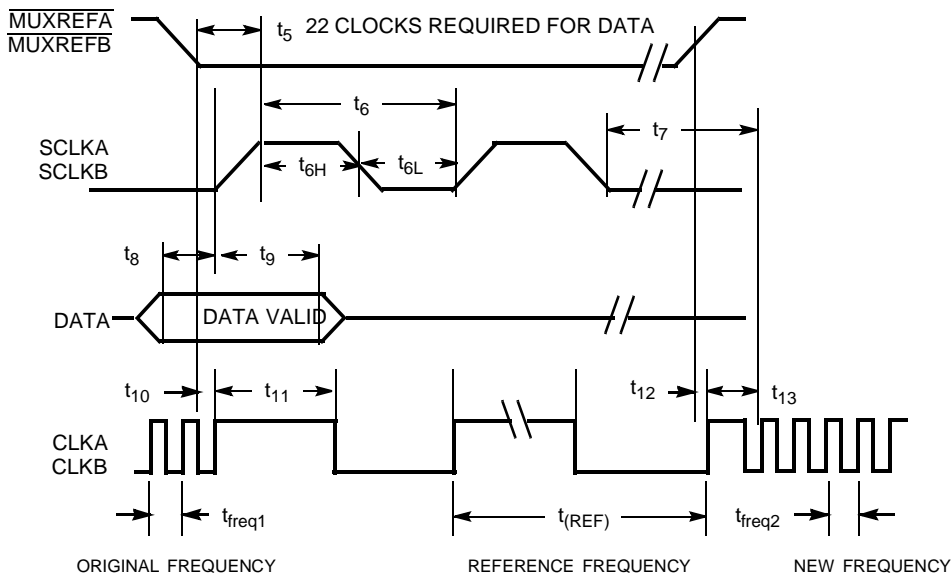 MUXREFA
MUXREFB
t5
22 CLOCKS REQUIRED FOR DATA
t6
t7
SCLKA
SCLKB
t6H
t6L
t8
t9
DATA
DATA VALID
t10
t11
t12
t13
CLKA
CLKB
tfreq1
t(REF)
tfreq2
ORIGINAL FREQUENCY
REFERENCE FREQUENCY
NEW FREQUENCY